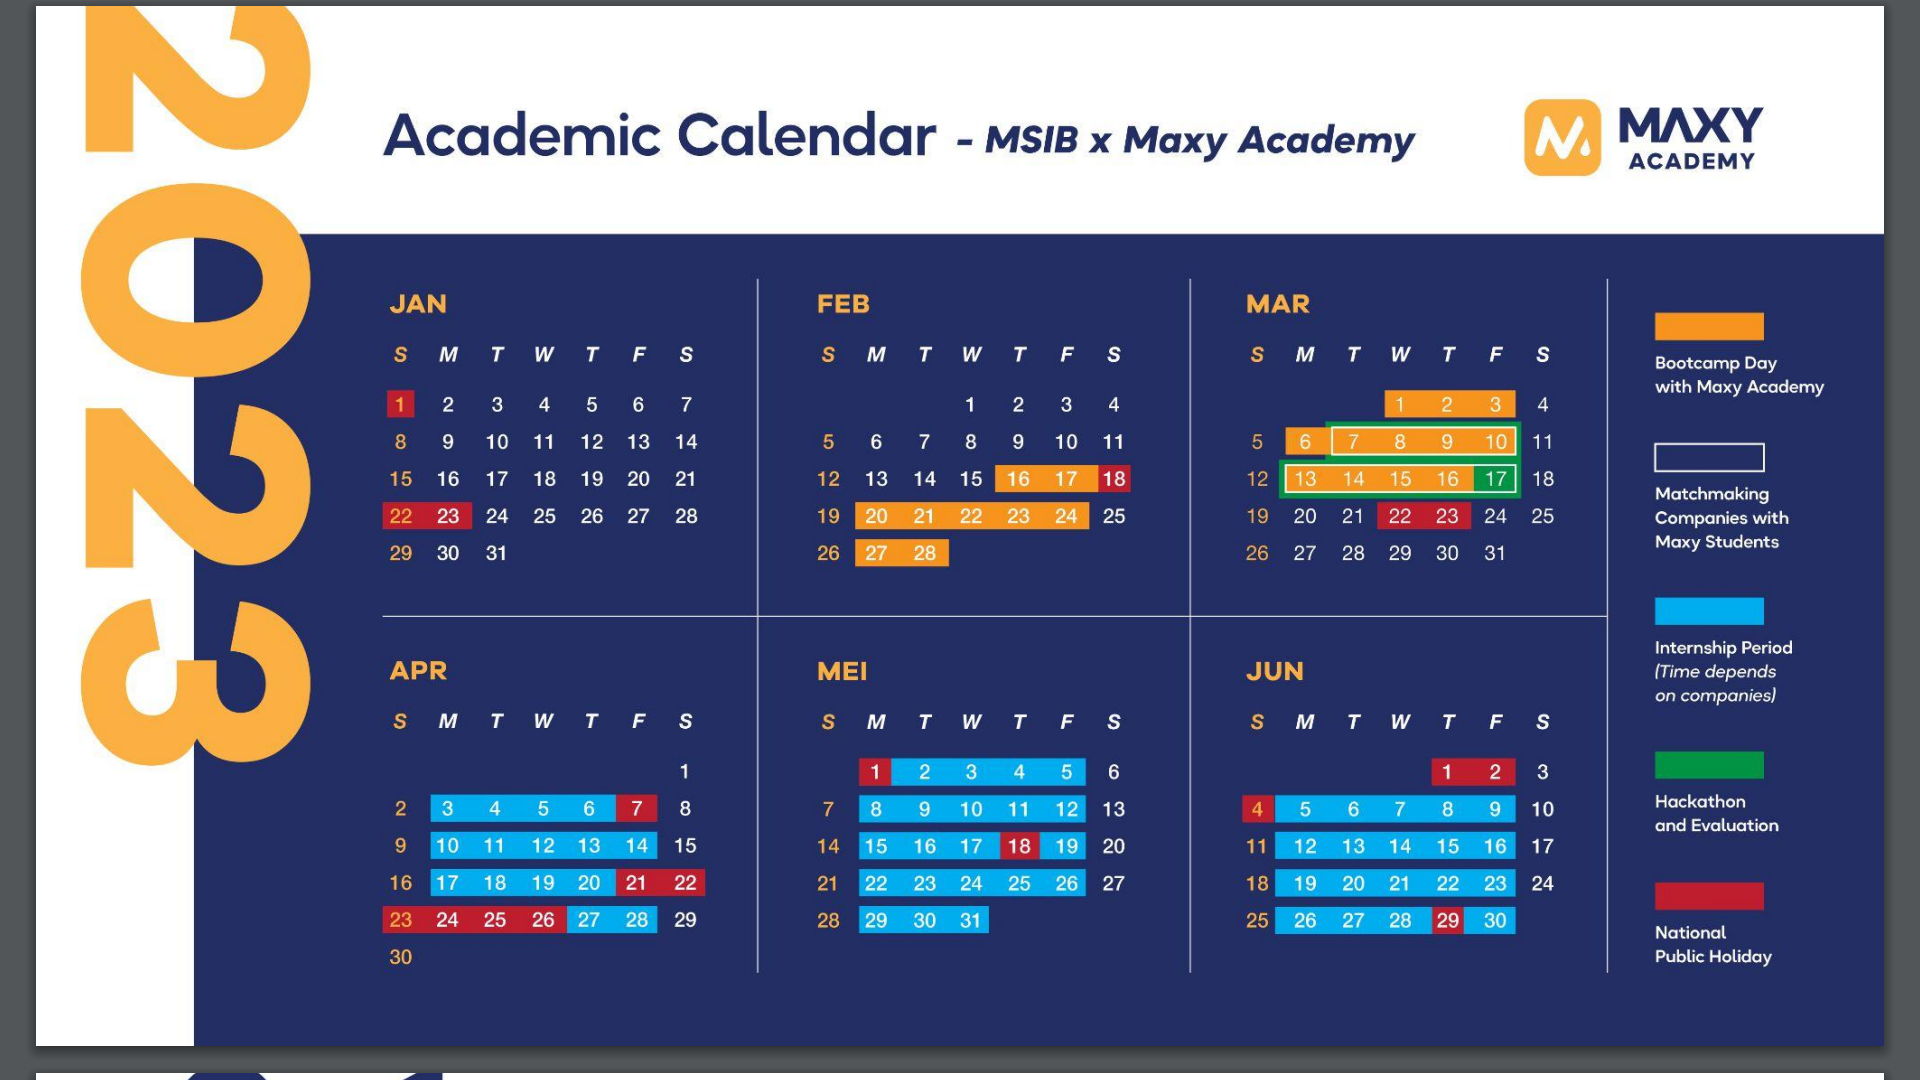 2023
Academic Calendar - MSIB x Maxy Academy
MAXY
ACADEMY
JAN
S M T W T F S
1 2 3 4 5 6 7
8 9 10 11 12 13 14
15 16 17 18 19 20 21
22 23 24 25 26 27 28
29 30 31
FEB
S M T W T F S
1 2 3 4
5 6 7 8 9 10 11
12 13 14 15 16 17 18
19 20 21 22 23 24 25
26 27 28
MAR
S M T W T F S
1 2 3 4
5 6 7 8 9 10 11
12 13 14 15 16 17 18
19 20 21 22 23 24 25
26 27 28 29 30 31
APR
S M T W T F S
1
2 3 4 5 6 7 8
9 10 11 12 13 14 15
16 17 18 19 20 21 22
23 24 25 26 27 28 29
30
MEI
S M T W T F S
1 2 3 4 5 6
7 8 9 10 11 12 13
14 15 16 17 18 19 20
21 22 23 24 25 26 27
28 29 30 31
JUN
S M T W T F S
1 2 3
4 5 6 7 8 9 10
11 12 13 14 15 16 17
18 19 20 21 22 23 24
25 26 27 28 29 30
Bootcamp Day
with Maxy Academy
Matchmaking
Companies with
Maxy Students
Internship Period
(Time depends
on companies)
Hackathon
and Evaluation
National
Public Holiday